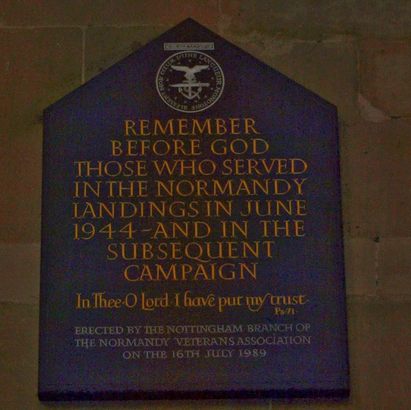 REMEMBER
BEFORE GOD
THOSE WHO SERVED
IN THE NORMANDY
LANDINGS IN JUNE
1944-AND IN THE
SUBSEQUENT
CAMPAIGN
In Thee·O Lord·I have put my trust·
Ps·71·
ERECTED BY THE NOTTINGHAM BRANCH OF
THE NORMANDY VETERANS ASSOCIATION
ON THE 16TH JULY 1989